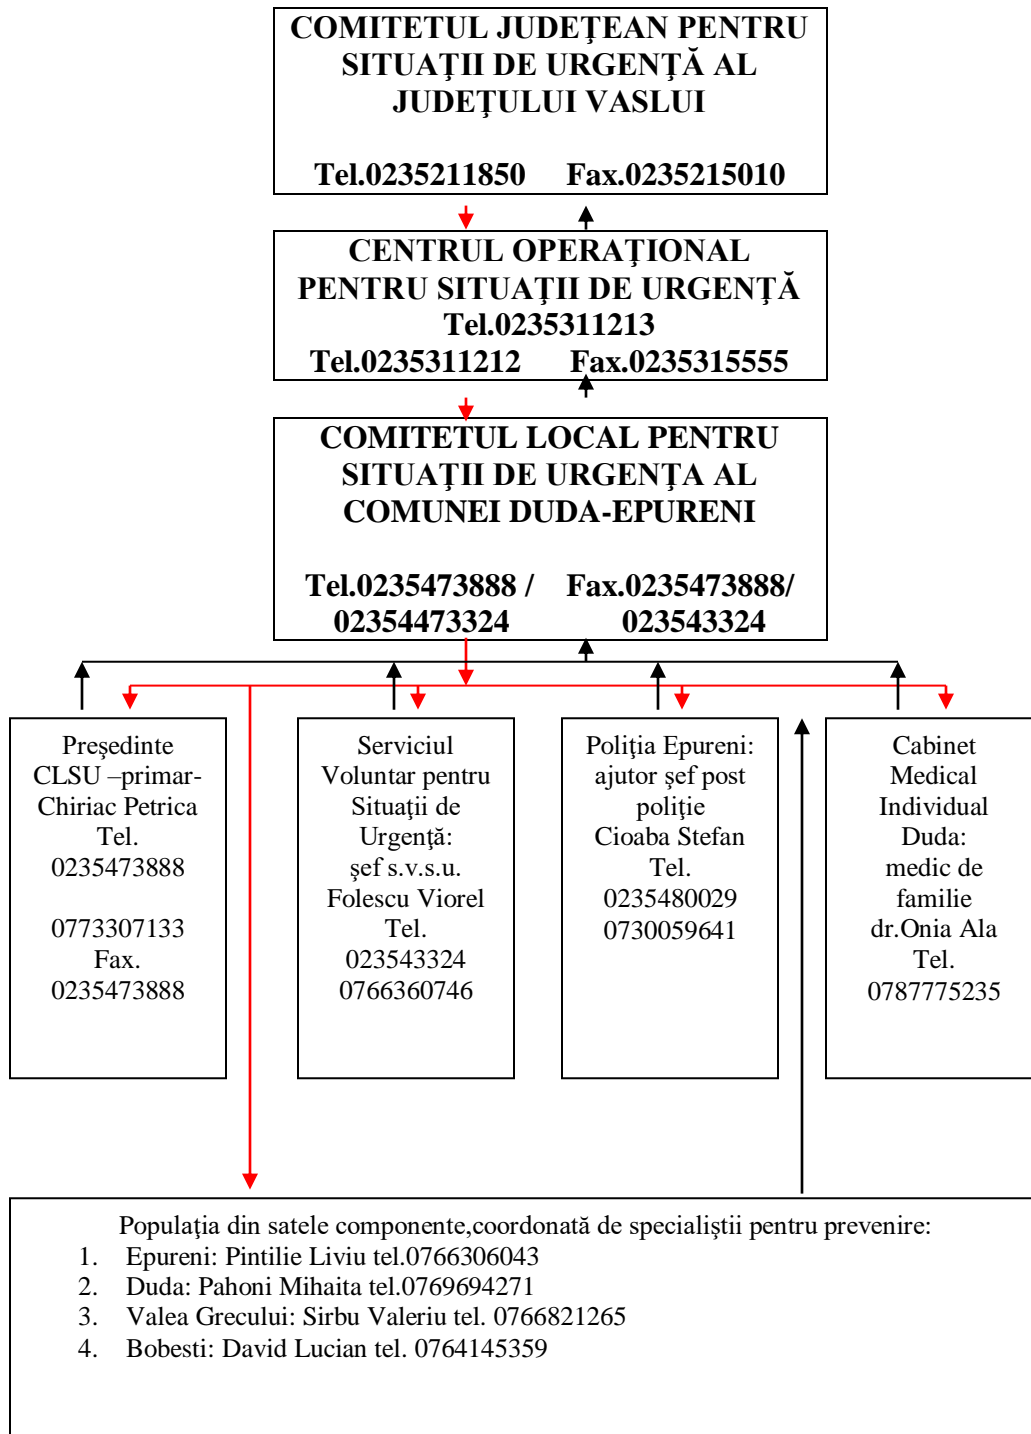 COMITETUL JUDEŢEAN PENTRU
SITUAŢII DE URGENŢĂ AL
JUDEŢULUI VASLUI
Tel.0235211850 Fax.0235215010
CENTRUL OPERAŢIONAL
PENTRU SITUAŢII DE URGENŢĂ
Tel.0235311213
Tel.0235311212 Fax.0235315555
COMITETUL LOCAL PENTRU
SITUAŢII DE URGENŢA AL
COMUNEI DUDA-EPURENI
Tel.0235473888 / Fax.0235473888/
02354473324 023543324
Preşedinte
CLSU –primar-
Chiriac Petrica
Tel.
0235473888
0773307133
Fax.
0235473888
Serviciul
Voluntar pentru
Situaţii de
Urgenţă:
şef s.v.s.u.
Folescu Viorel
Tel.
023543324
0766360746
Poliţia Epureni:
ajutor şef post
poliţie
Cioaba Stefan
Tel.
0235480029
0730059641
Cabinet
Medical
Individual
Duda:
medic de
familie
dr.Onia Ala
Tel.
0787775235
Populaţia din satele componente,coordonată de specialiştii pentru prevenire:
1. Epureni: Pintilie Liviu tel.0766306043
2. Duda: Pahoni Mihaita tel.0769694271
3. Valea Grecului: Sirbu Valeriu tel. 0766821265
4. Bobesti: David Lucian tel. 0764145359